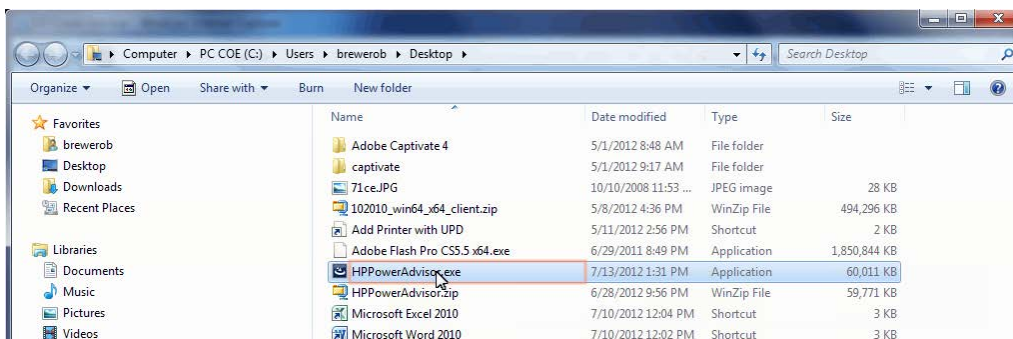 Computer ▸ PC COE (C:) ▸ Users ▸ brewerob ▸ Desktop ▸ Search Desktop
Organize Open Share with Burn New folder
Favorites
brewerob
Desktop
Downloads
Recent Places
Libraries
Documents
Music
Pictures
Videos
Name Date modified Type Size
Adobe Captivate 4 5/1/2012 8:48 AM File folder
captivate 5/1/2012 9:17 AM File folder
71ce.JPG 10/10/2008 11:53 ... JPEG image 28 KB
102010_win64_x64_client.zip 5/8/2012 4:36 PM WinZip File 494,296 KB
Add Printer with UPD 5/11/2012 2:56 PM Shortcut 2 KB
Adobe Flash Pro CS5.5 x64.exe 6/29/2011 8:49 PM Application 1,850,844 KB
HPPowerAdvisor.exe 7/13/2012 1:31 PM Application 60,011 KB
HPPowerAdvisor.zip 6/28/2012 9:56 PM WinZip File 59,771 KB
Microsoft Excel 2010 7/10/2012 12:04 PM Shortcut 3 KB
Microsoft Word 2010 7/10/2012 12:02 PM Shortcut 3 KB